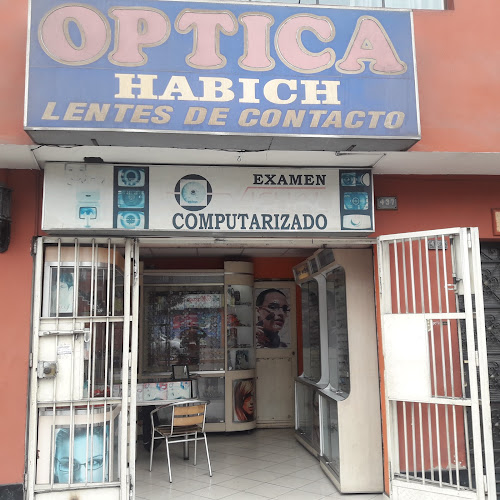 OPTICA
HABICH
LENTES DE CONTACTO
EXAMEN
COMPUTARIZADO